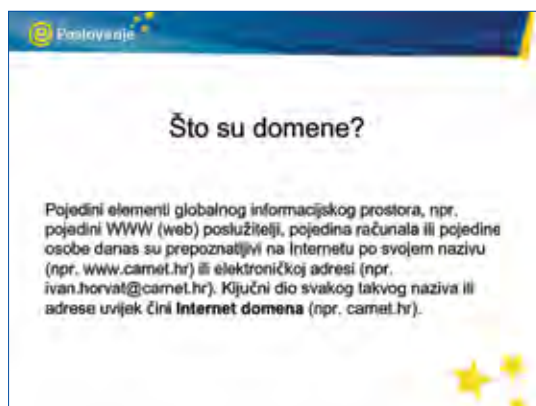 e Poslovanje
Što su domene?
Pojedini elementi globalnog informacijskog prostora, npr.
pojedini WWW (web) poslužitelji, pojedina računala ili pojedine
osobe danas su prepoznatljivi na Internetu po svojem nazivu
(npr. www.carnet.hr) ili elektroničkoj adresi (npr.
ivan.horvat@carnet.hr). Ključni dio svakog takvog naziva ili
adrese uvijek čini Internet domena (npr. carnet.hr).